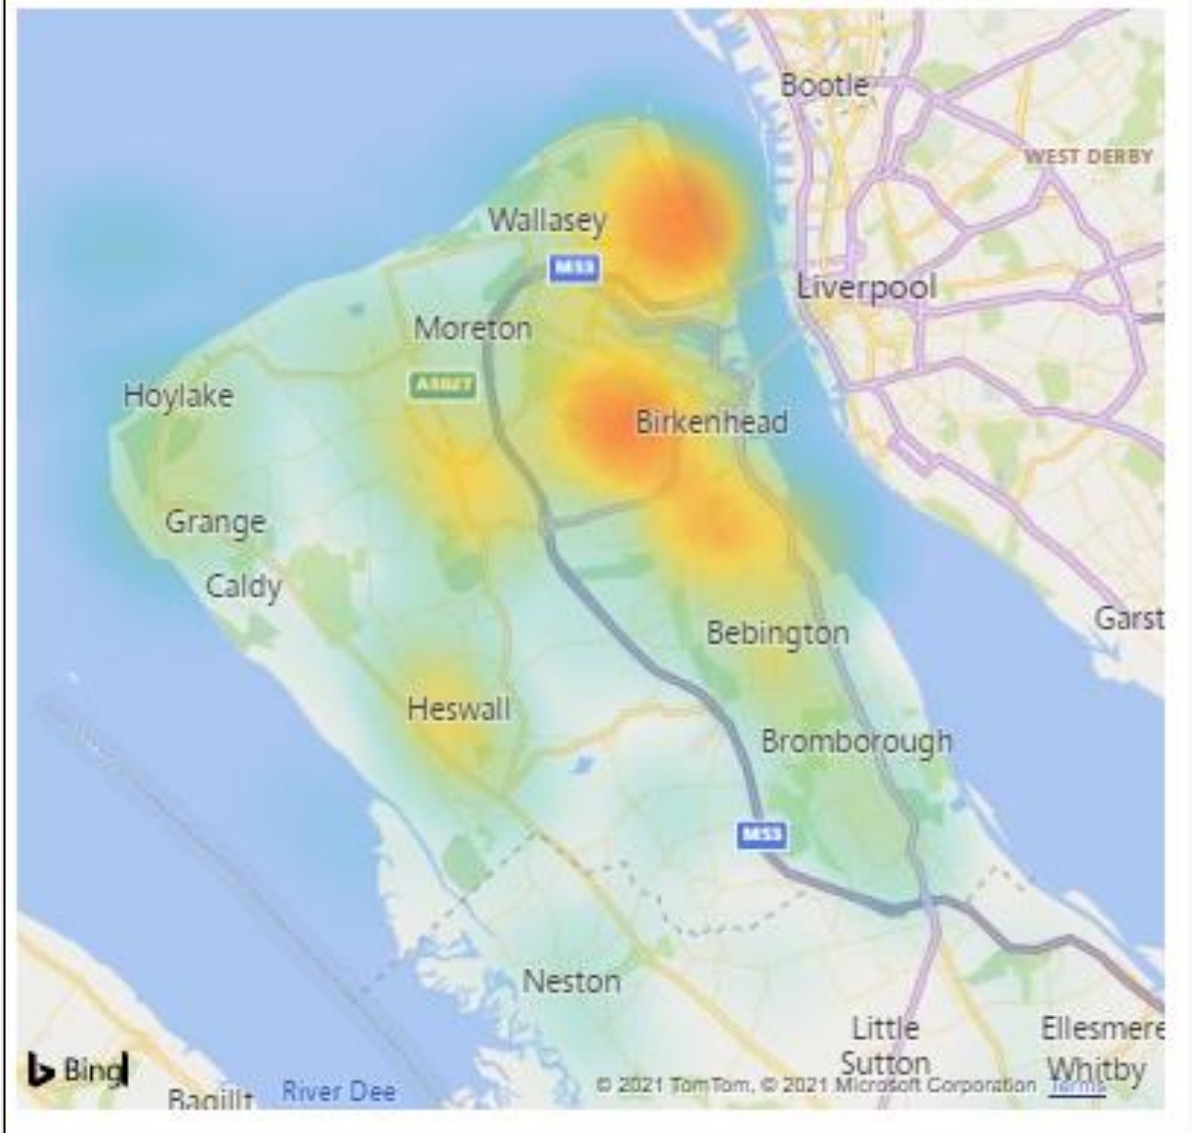 Bootle
WEST DERBY
Wallasey
M53
Liverpool
Moreton
Hoylake
Birkenhead
Grange
Caldy
Garst
Bebington
Heswall
Bromborough
M53
Neston
Little
Sutton
Ellesmere
Whitby
Bing
Bagillt
River Dee
© 2021 TomTom, © 2021 Microsoft Corporation Terms